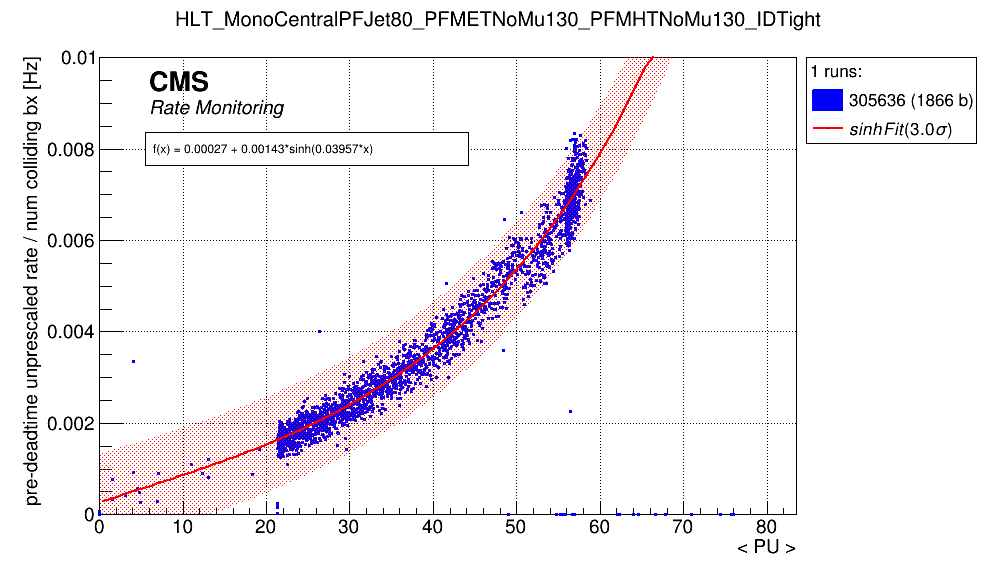 HLT_MonoCentralPFJet80_PFMETNoMu130_PFMHTNoMu130_IDTight
pre-deadtime unprescaled rate / num colliding bx [Hz]
0.01
0.008
0.006
0.004
0.002
0
CMS
Rate Monitoring
f(x) = 0.00027 + 0.00143*sinh(0.03957*x)
1 runs:
305636 (1866 b)
sinhFit(3.0σ)
0 10 20 30 40 50 60 70 80
< PU >